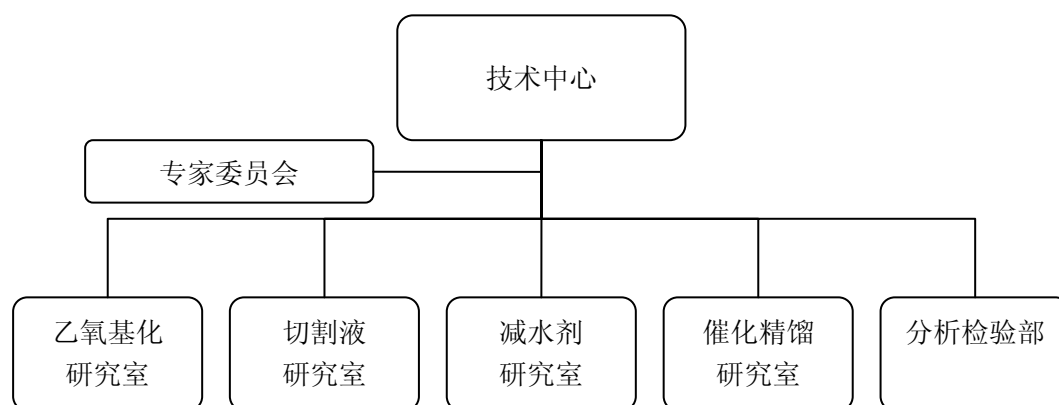 技术中心
专家委员会
乙氧基化
研究室
切割液
研究室
减水剂
研究室
催化精馏
研究室
分析检验部